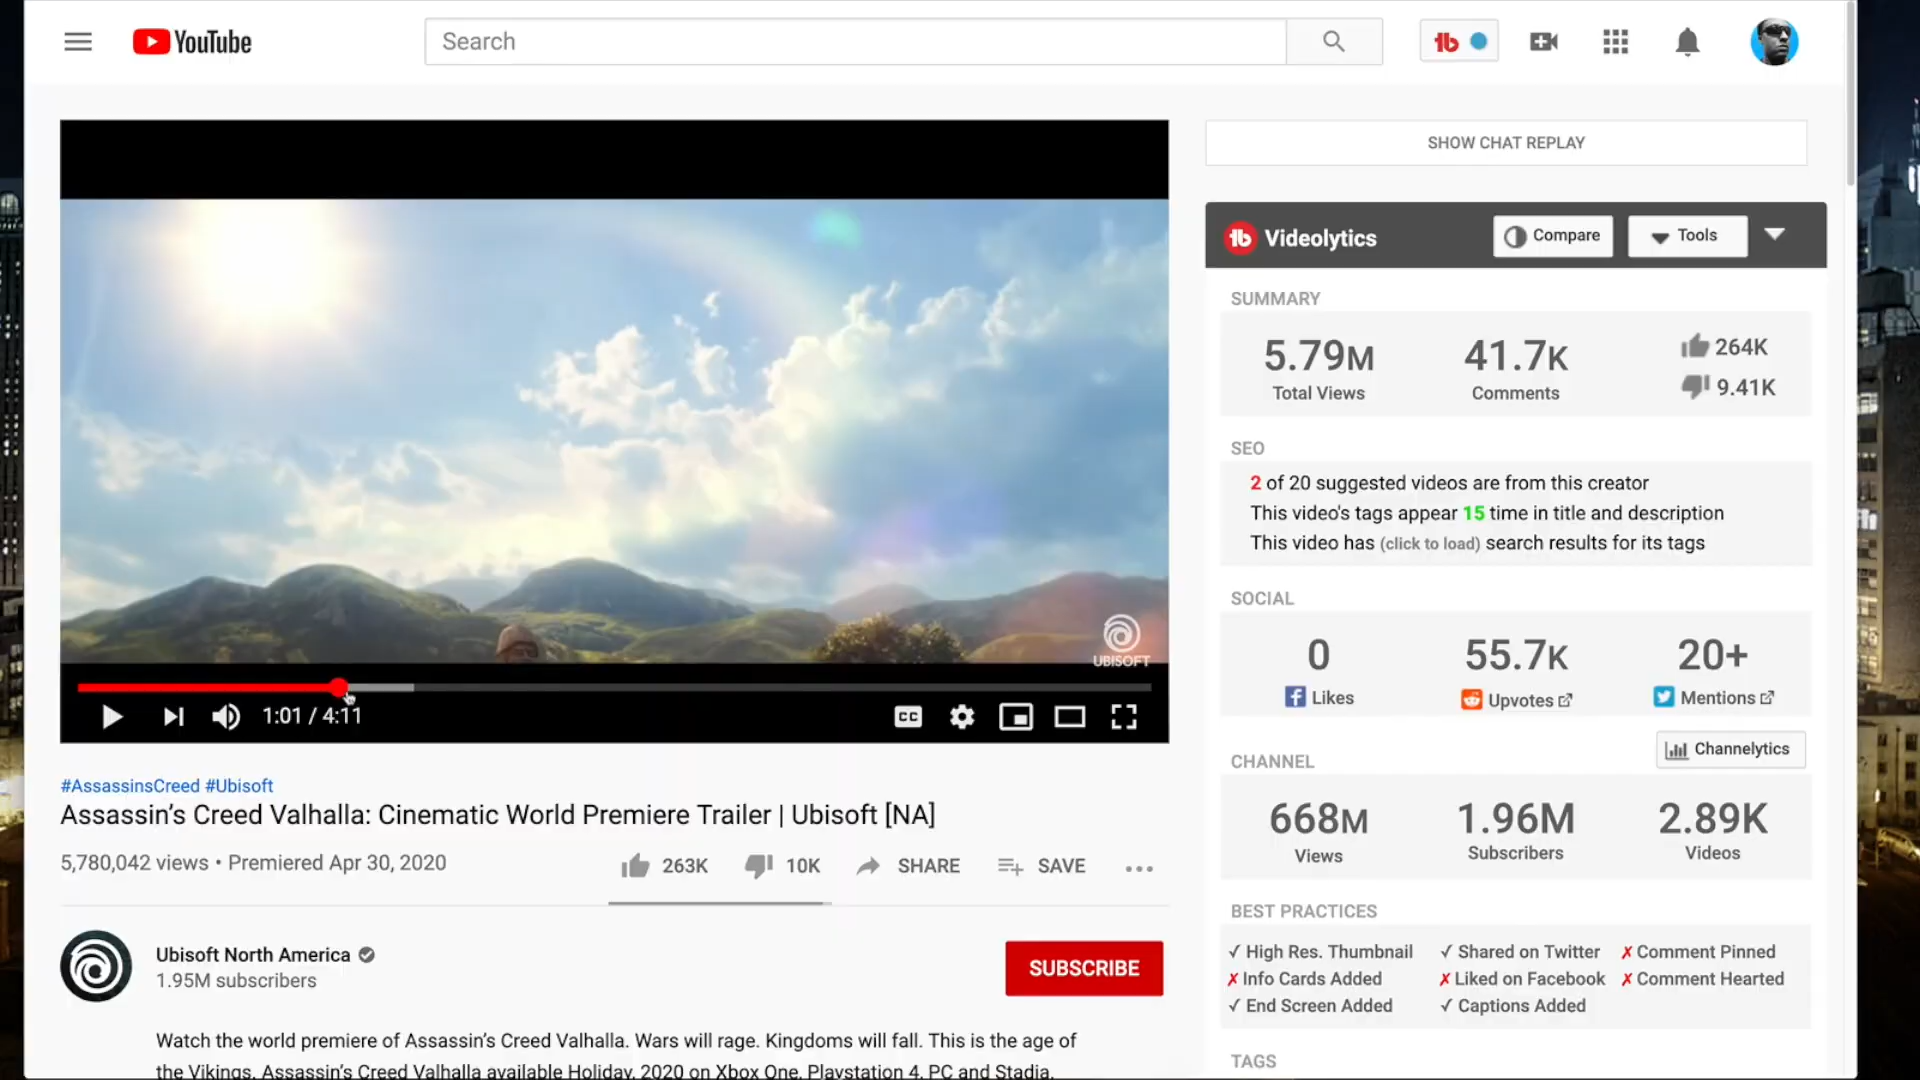 YouTube
Search
SHOW CHAT REPLAY
Videolytics
Compare
Tools
SUMMARY
5.79M
Total Views
41.7K
Comments
264K
9.41K
SEO
2 of 20 suggested videos are from this creator
This video's tags appear 15 time in title and description
This video has (click to load) search results for its tags
SOCIAL
0
Likes
55.7K
Upvotes
20+
Mentions
CHANNEL
Channelytics
668M
Views
1.96M
Subscribers
2.89K
Videos
BEST PRACTICES
✓ High Res. Thumbnail ✓ Shared on Twitter ✗ Comment Pinned
✗ Info Cards Added ✗ Liked on Facebook ✗ Comment Hearted
✓ End Screen Added ✓ Captions Added
TAGS
UBISOFT
1:01 / 4:11
CC
#AssassinsCreed #Ubisoft
Assassin’s Creed Valhalla: Cinematic World Premiere Trailer | Ubisoft [NA]
5,780,042 views • Premiered Apr 30, 2020
263K
10K
SHARE
SAVE
Ubisoft North America
1.95M subscribers
SUBSCRIBE
Watch the world premiere of Assassin’s Creed Valhalla. Wars will rage. Kingdoms will fall. This is the age of
the Vikings. Assassin’s Creed Valhalla available Holiday, 2020 on Xbox One, Playstation 4, PC and Stadia.